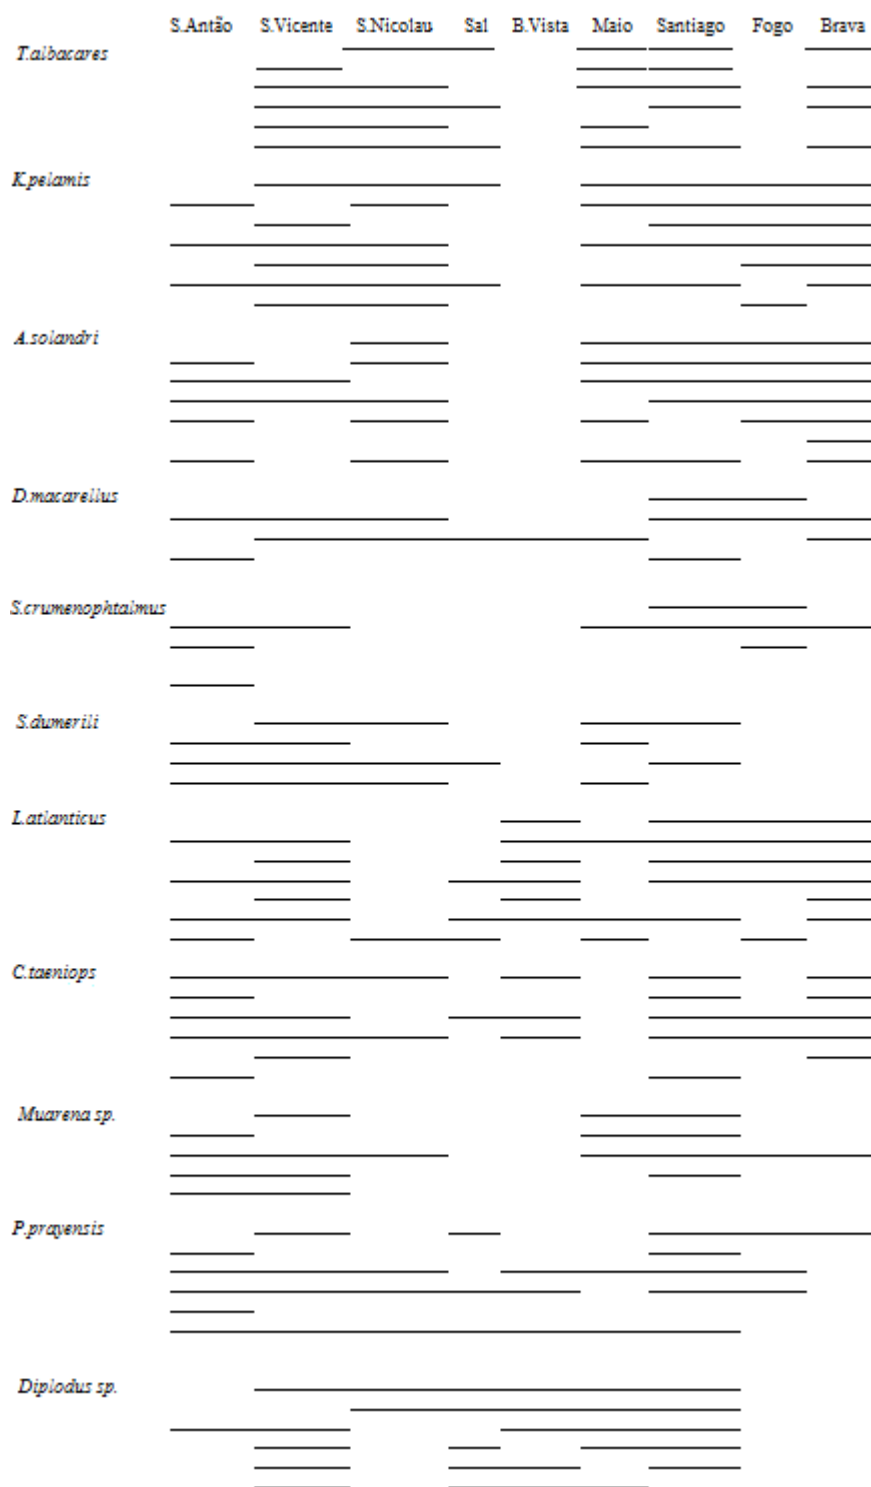 S.Antão S.Vicente S.Nicolau Sal B.Vista Maio Santiago Fogo Brava
T.albacares
K.pelamis
A.solandri
D.macarellus
S.crumenophtalmus
S.dumerili
L.atlanticus
C.taeniops
Muarena sp.
P.prayensis
Diplodus sp.